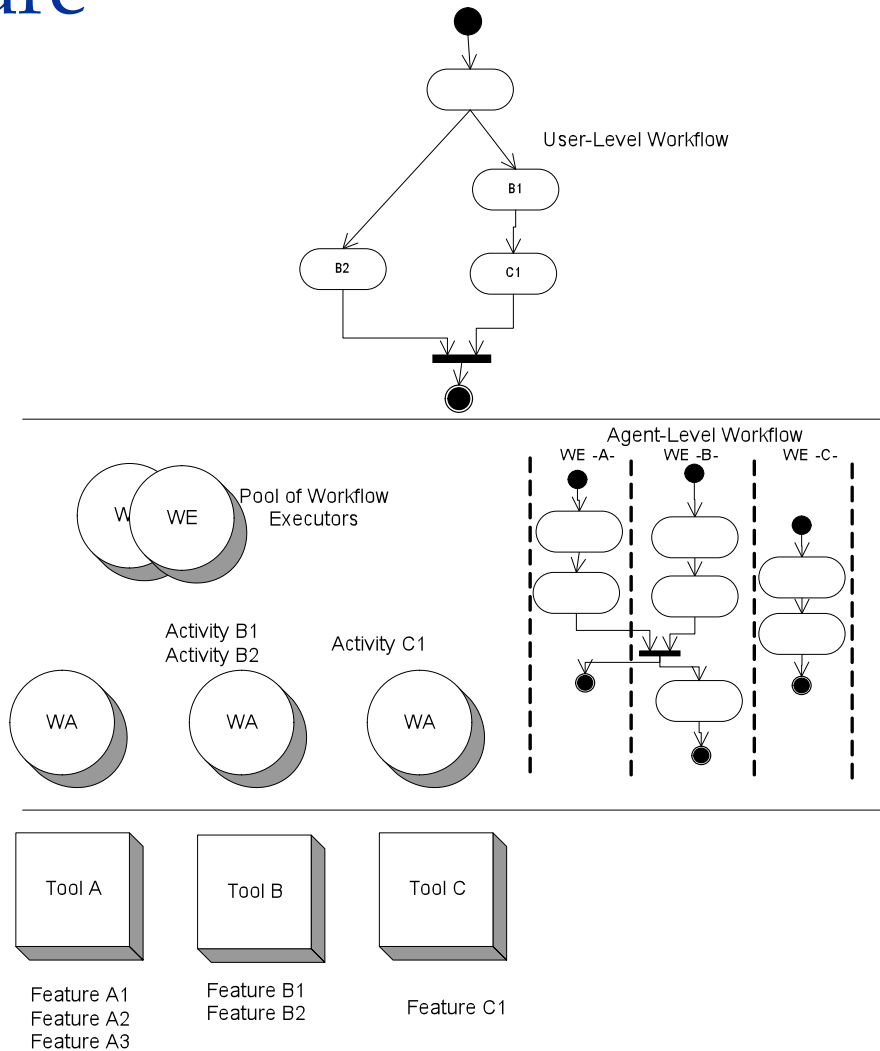 User-Level Workflow
B1
B2
C1
Agent-Level Workflow
WE -A-
WE -B-
WE -C-
WE
Pool of Workflow
Executors
Activity B1
Activity B2
Activity C1
WA
WA
WA
Tool A
Tool B
Tool C
Feature A1
Feature A2
Feature A3
Feature B1
Feature B2
Feature C1